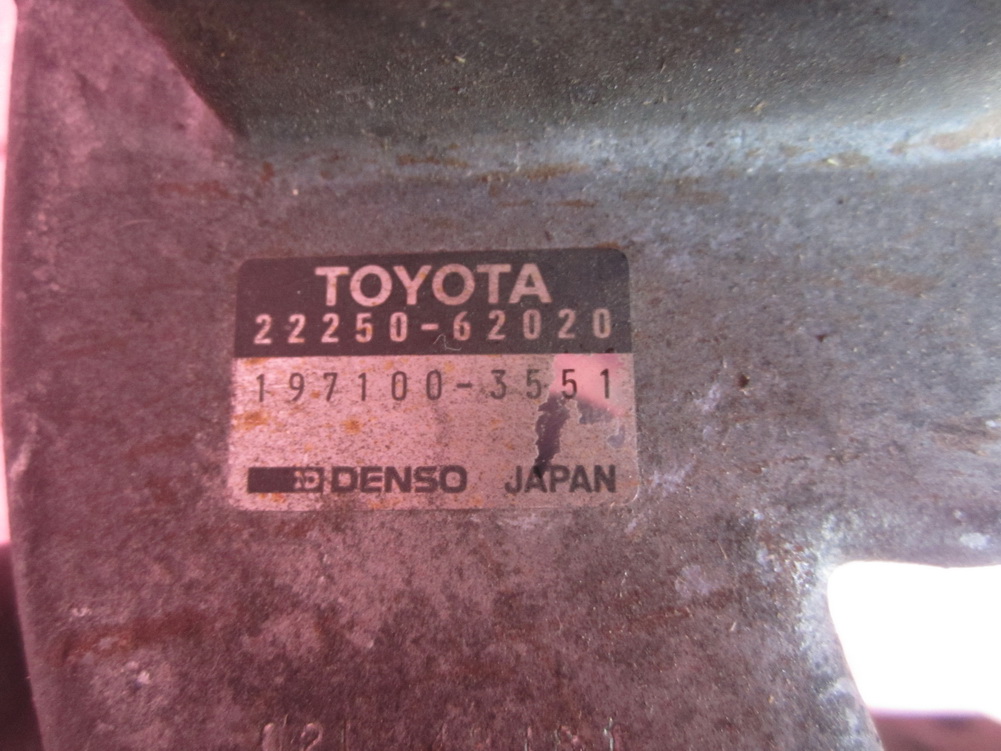 TOYOTA
22250-62020
197100-3551
DENSO JAPAN